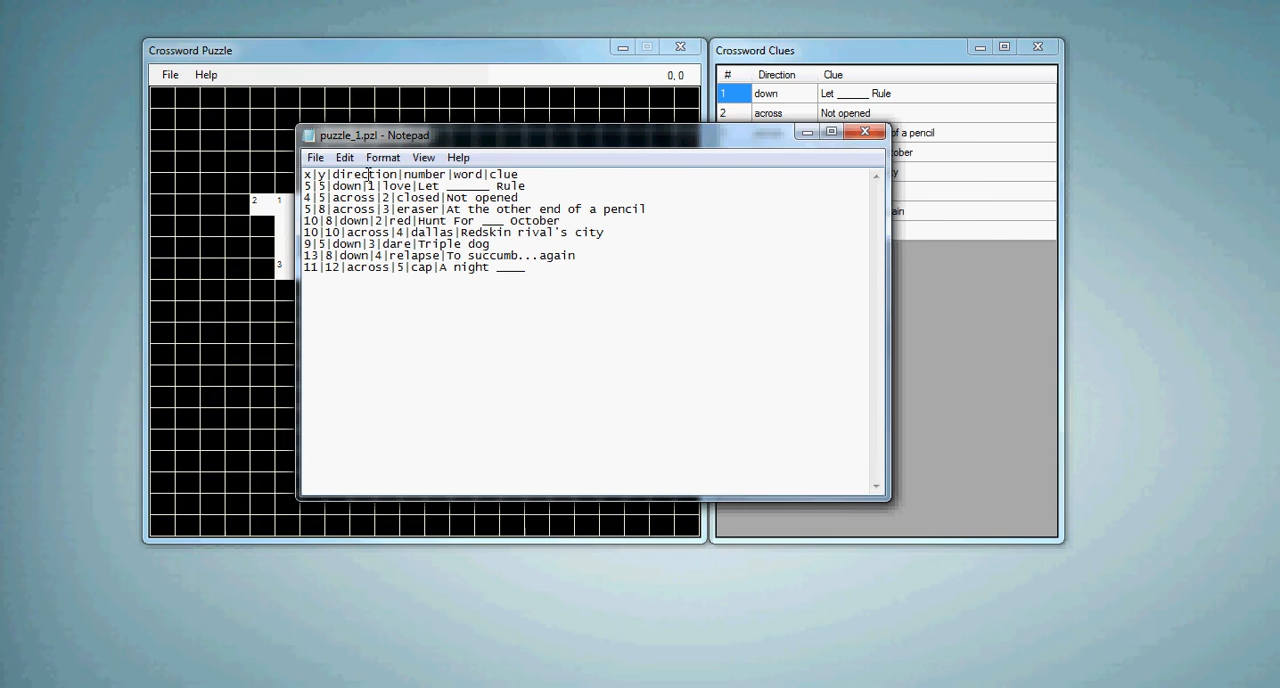 Crossword Puzzle
File Help 0, 0
2 1
3
Crossword Clues
# Direction Clue
1 down Let ______ Rule
2 across Not opened
of a pencil
puzzle_1.pzl - Notepad
File Edit Format View Help
x|y|direction|number|word|clue
5|5|down|1|love|Let ______ Rule
4|5|across|2|closed|Not opened
5|8|across|3|eraser|At the other end of a pencil
10|8|down|2|red|Hunt For ___ October
10|10|across|4|dallas|Redskin rival's city
9|5|down|3|dare|Triple dog
13|8|down|4|relapse|To succumb...again
11|12|across|5|cap|A night ____